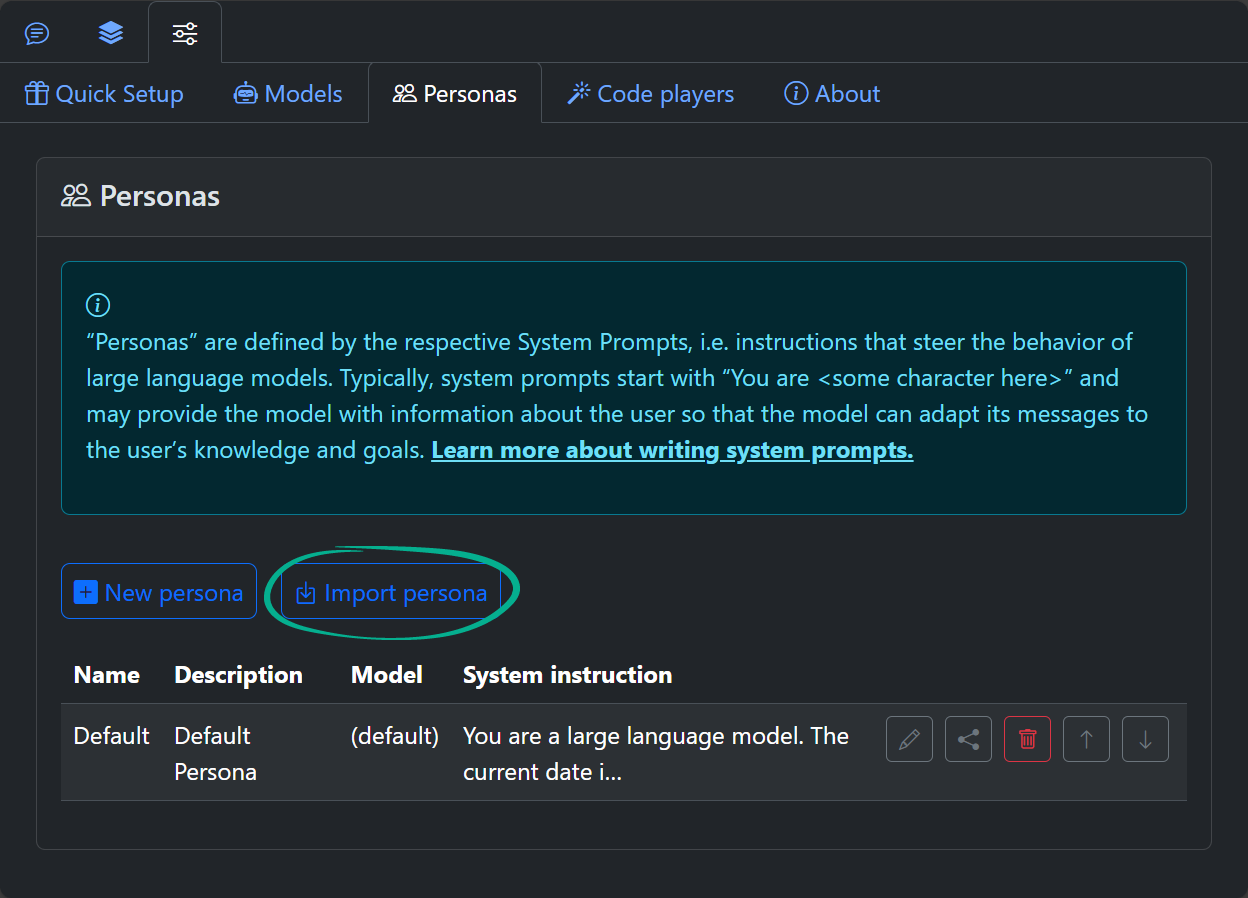 Quick Setup Models Personas Code players About
Personas
“Personas” are defined by the respective System Prompts, i.e. instructions that steer the behavior of
large language models. Typically, system prompts start with “You are <some character here>” and
may provide the model with information about the user so that the model can adapt its messages to
the user’s knowledge and goals. Learn more about writing system prompts.
New persona Import persona
Name Description Model System instruction
Default Default (default) You are a large language model. The
Persona current date i...